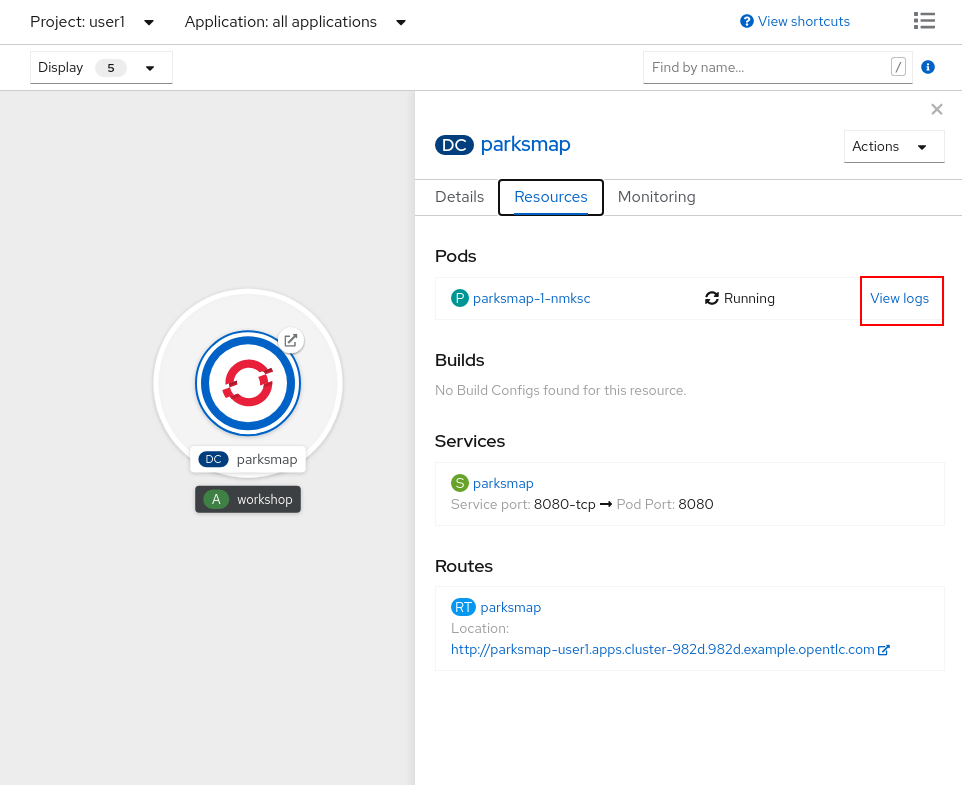 Project: user1 Application: all applications View shortcuts
Display 5 Find by name... /
DC parksmap
Actions
Details Resources Monitoring
Pods
P parksmap-1-nmksc Running View logs
Builds
No Build Configs found for this resource.
Services
S parksmap
Service port: 8080-tcp → Pod Port: 8080
Routes
RT parksmap
Location:
http://parksmap-user1.apps.cluster-982d.982d.example.opentlc.com
DC parksmap
A workshop